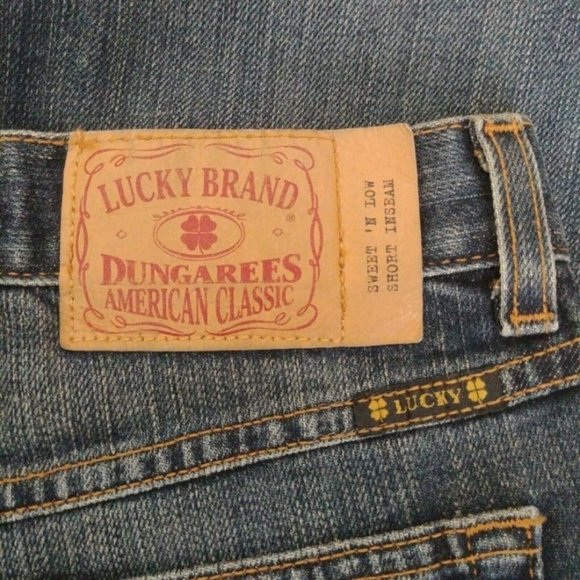 LUCKY BRAND
®
DUNGAREES
AMERICAN CLASSIC
SWEET 'N LOW
SHORT INSEAM
LUCKY